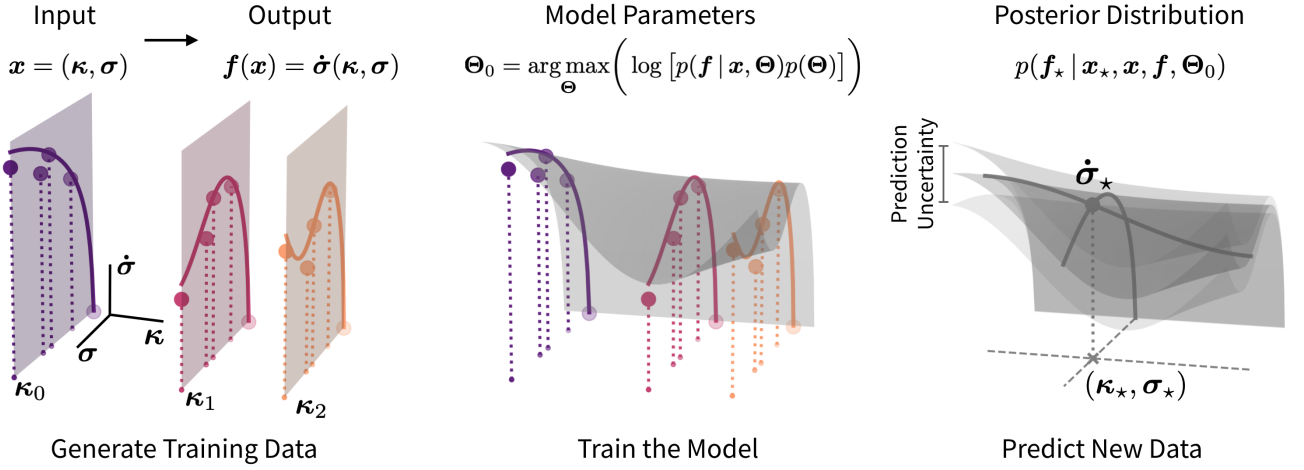 Input
Output
Model Parameters
Posterior Distribution
x = (κ, σ)
f(x) = σ̇(κ, σ)
Θ₀ = arg max ( log [p(f | x, Θ)p(Θ)] )
Θ
p(f⋆ | x⋆, x, f, Θ₀)
Prediction
Uncertainty
σ̇⋆
σ̇
κ
σ
κ₀
κ₁
κ₂
(κ⋆, σ⋆)
Generate Training Data
Train the Model
Predict New Data